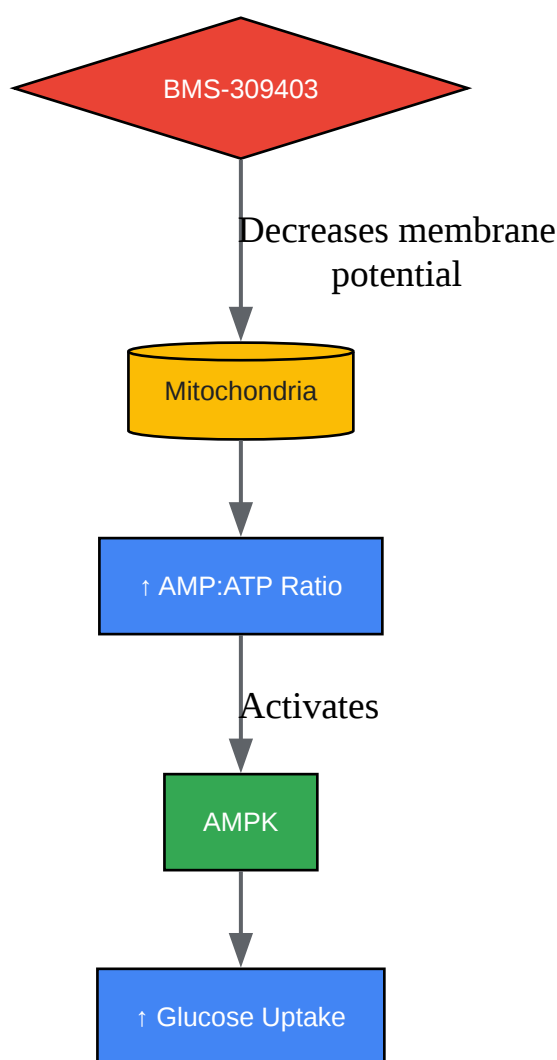 BMS-309403
Decreases membrane
potential
Mitochondria
↑ AMP:ATP Ratio
Activates
AMPK
↑ Glucose Uptake